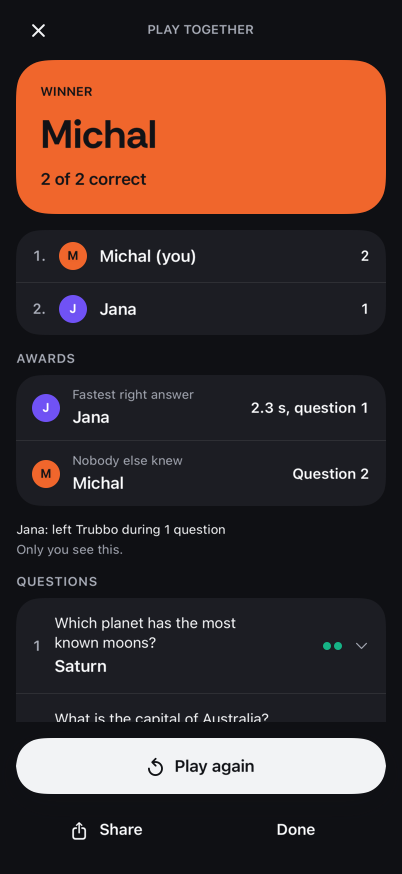 PLAY TOGETHER
WINNER
Michal
2 of 2 correct
1. M Michal (you) 2
2. J Jana 1
AWARDS
Fastest right answer
J Jana 2.3 s, question 1
Nobody else knew
M Michal Question 2
Jana: left Trubbo during 1 question
Only you see this.
QUESTIONS
Which planet has the most
1 known moons?
Saturn
What is the capital of Australia?
Play again
Share Done